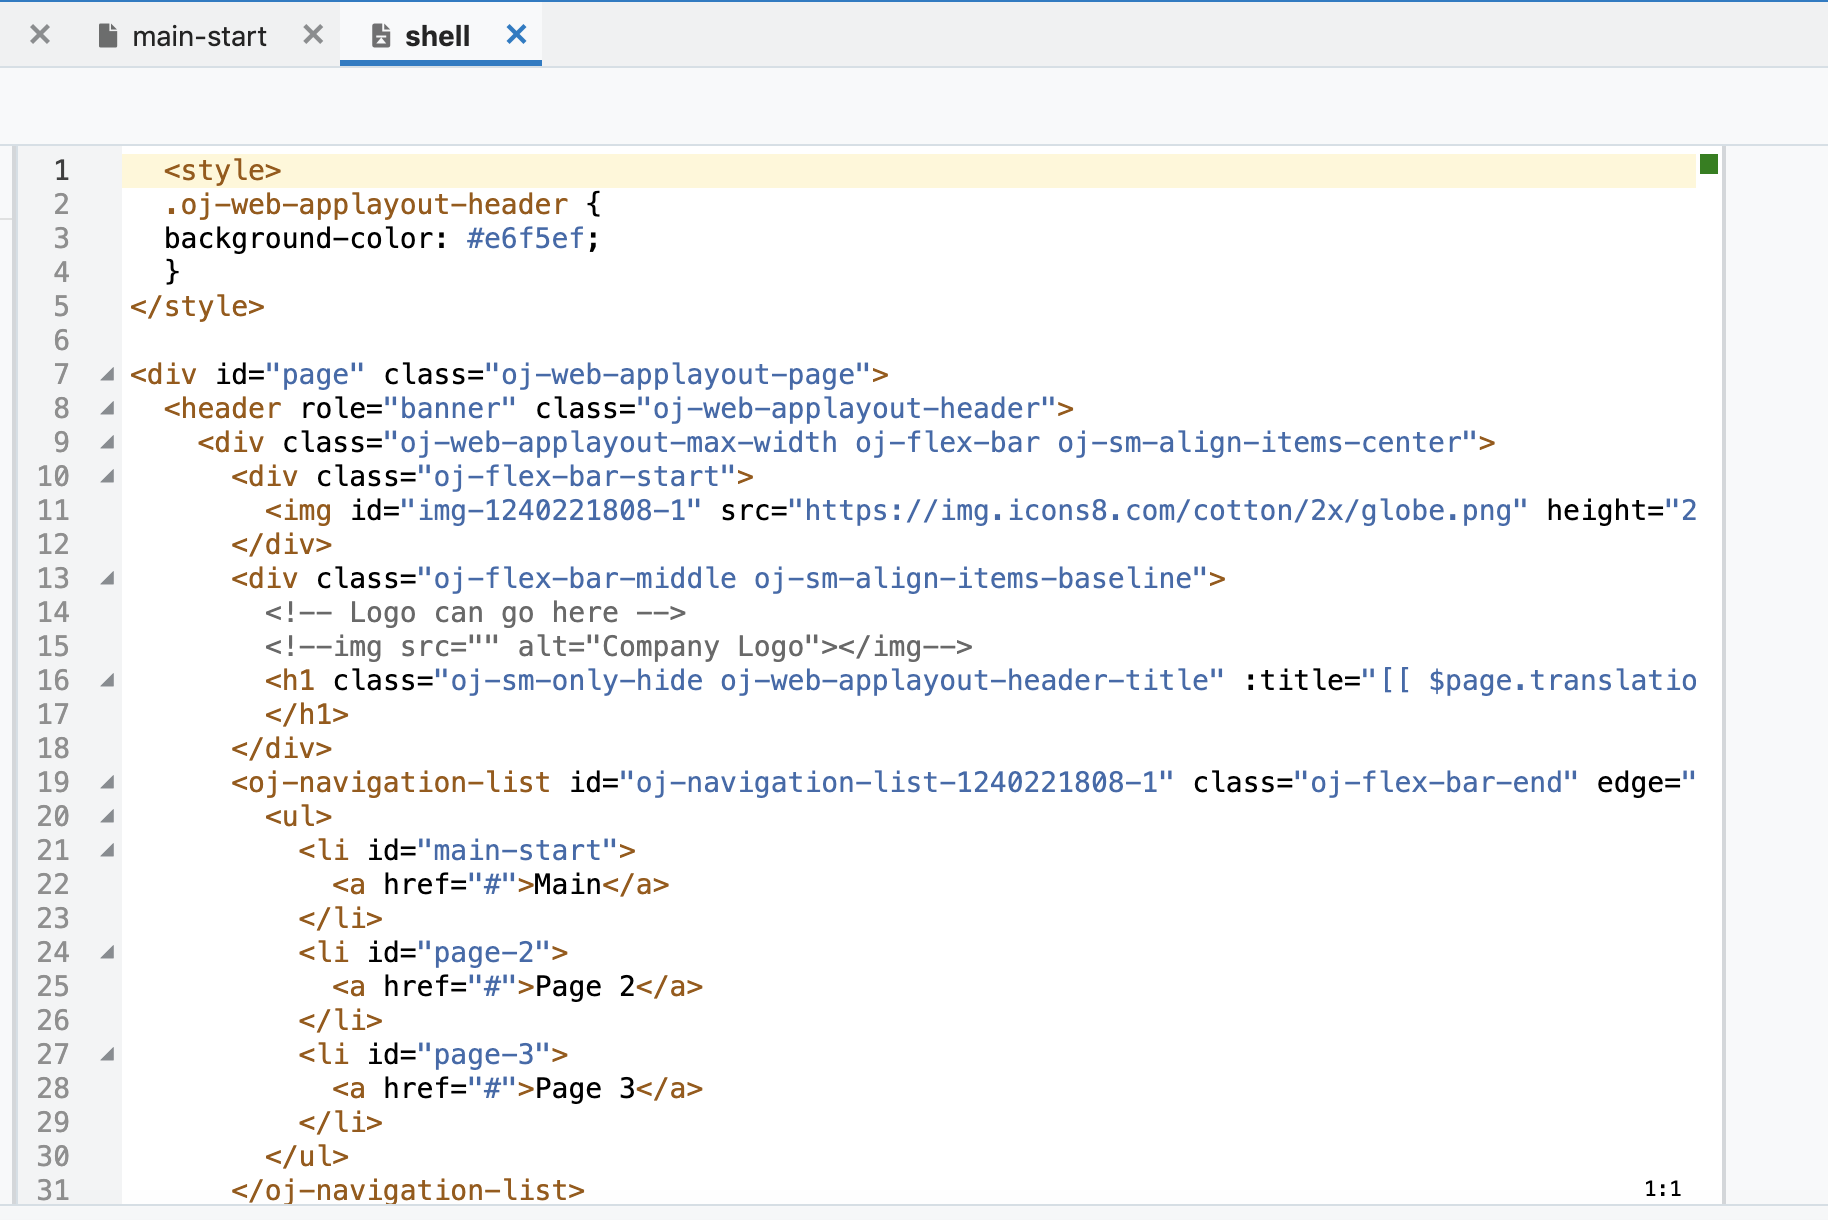 main-start shell
1 <style>
2 .oj-web-applayout-header {
3 background-color: #e6f5ef;
4 }
5 </style>
6
7 <div id="page" class="oj-web-applayout-page">
8 <header role="banner" class="oj-web-applayout-header">
9 <div class="oj-web-applayout-max-width oj-flex-bar oj-sm-align-items-center">
10 <div class="oj-flex-bar-start">
11 <img id="img-1240221808-1" src="https://img.icons8.com/cotton/2x/globe.png" height="2
12 </div>
13 <div class="oj-flex-bar-middle oj-sm-align-items-baseline">
14 <!-- Logo can go here -->
15 <!--img src="" alt="Company Logo"></img-->
16 <h1 class="oj-sm-only-hide oj-web-applayout-header-title" :title="[[ $page.translatio
17 </h1>
18 </div>
19 <oj-navigation-list id="oj-navigation-list-1240221808-1" class="oj-flex-bar-end" edge="
20 <ul>
21 <li id="main-start">
22 <a href="#">Main</a>
23 </li>
24 <li id="page-2">
25 <a href="#">Page 2</a>
26 </li>
27 <li id="page-3">
28 <a href="#">Page 3</a>
29 </li>
30 </ul>
31 </oj-navigation-list>
1:1